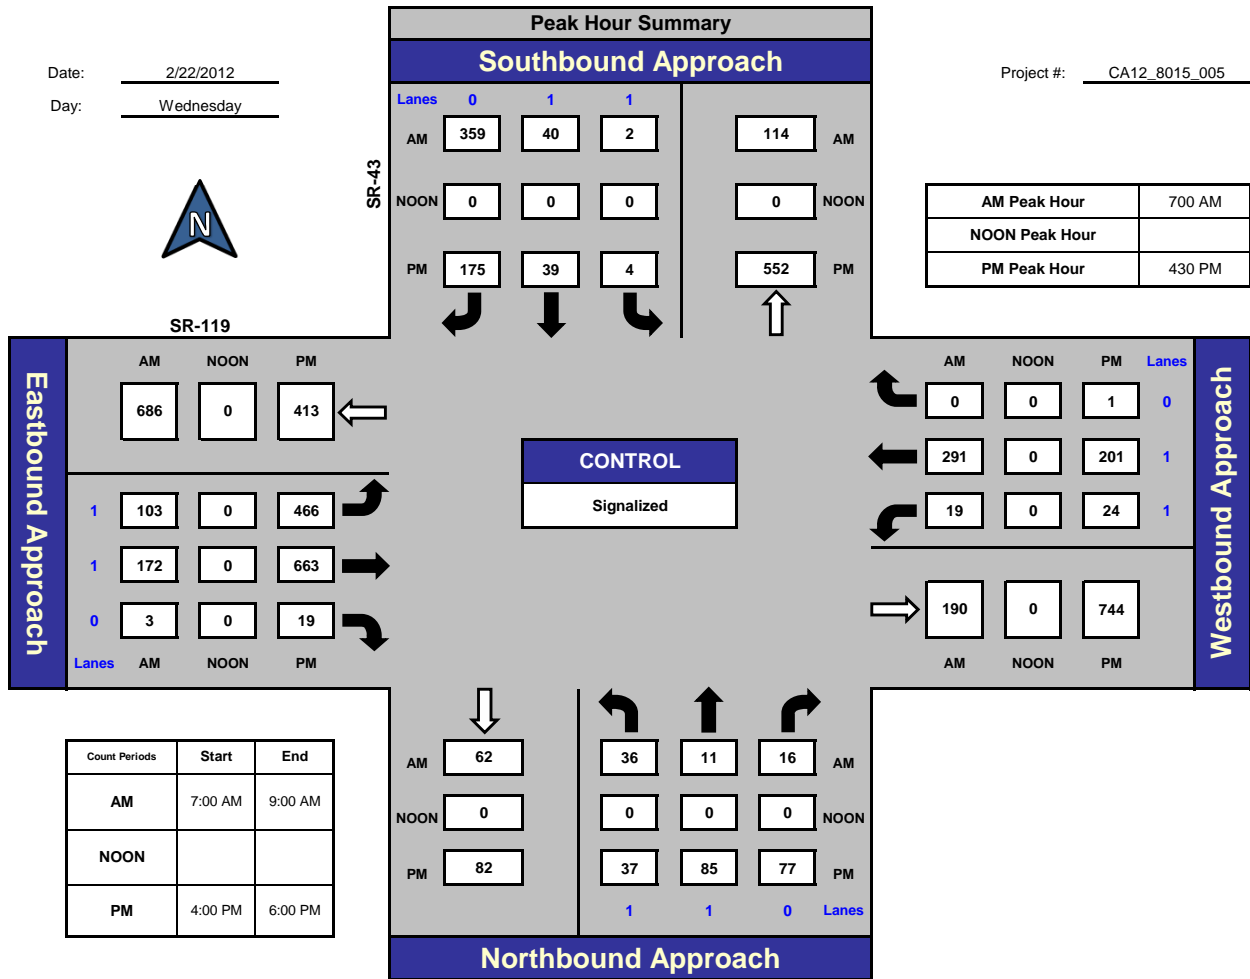 Peak Hour Summary
Southbound Approach
Date: 2/22/2012
Day: Wednesday
Project #: CA12_8015_005
Lanes 0 1 1
AM 359 40 2 114 AM
SR-43
NOON 0 0 0 0 NOON
PM 175 39 4 552 PM
N
AM Peak Hour 700 AM
NOON Peak Hour
PM Peak Hour 430 PM
SR-119
Eastbound Approach
AM NOON PM
686 0 413
1 103 0 466
1 172 0 663
0 3 0 19
Lanes AM NOON PM
CONTROL
Signalized
AM NOON PM Lanes
0 0 1 0
291 0 201 1
19 0 24 1
190 0 744
AM NOON PM
Westbound Approach
Count Periods Start End
AM 7:00 AM 9:00 AM
NOON
PM 4:00 PM 6:00 PM
AM 62 36 11 16 AM
NOON 0 0 0 0 NOON
PM 82 37 85 77 PM
1 1 0 Lanes
Northbound Approach